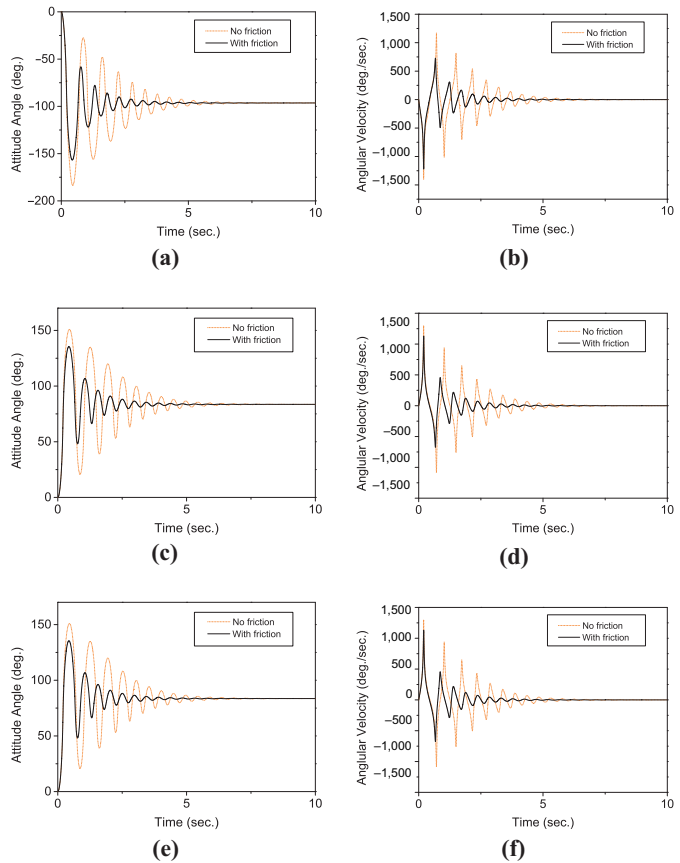 0
−50
−100
−150
−200
Attitude Angle (deg.)
No friction
With friction
0
5
10
Time (sec.)
(a)
1,500
1,000
500
0
−500
−1,000
−1,500
Anglular Velocity (deg./sec.)
No friction
With friction
0
5
10
Time (sec.)
(b)
150
100
50
0
Attitude Angle (deg.)
No friction
With friction
0
5
10
Time (sec.)
(c)
1,500
1,000
500
0
−500
−1,000
−1,500
Anglular Velocity (deg./sec.)
No friction
With friction
0
5
10
Time (sec.)
(d)
150
100
50
0
Attitude Angle (deg.)
No friction
With friction
0
5
10
Time (sec.)
(e)
1,500
1,000
500
0
−500
−1,000
−1,500
Anglular Velocity (deg./sec.)
No friction
With friction
0
5
10
Time (sec.)
(f)